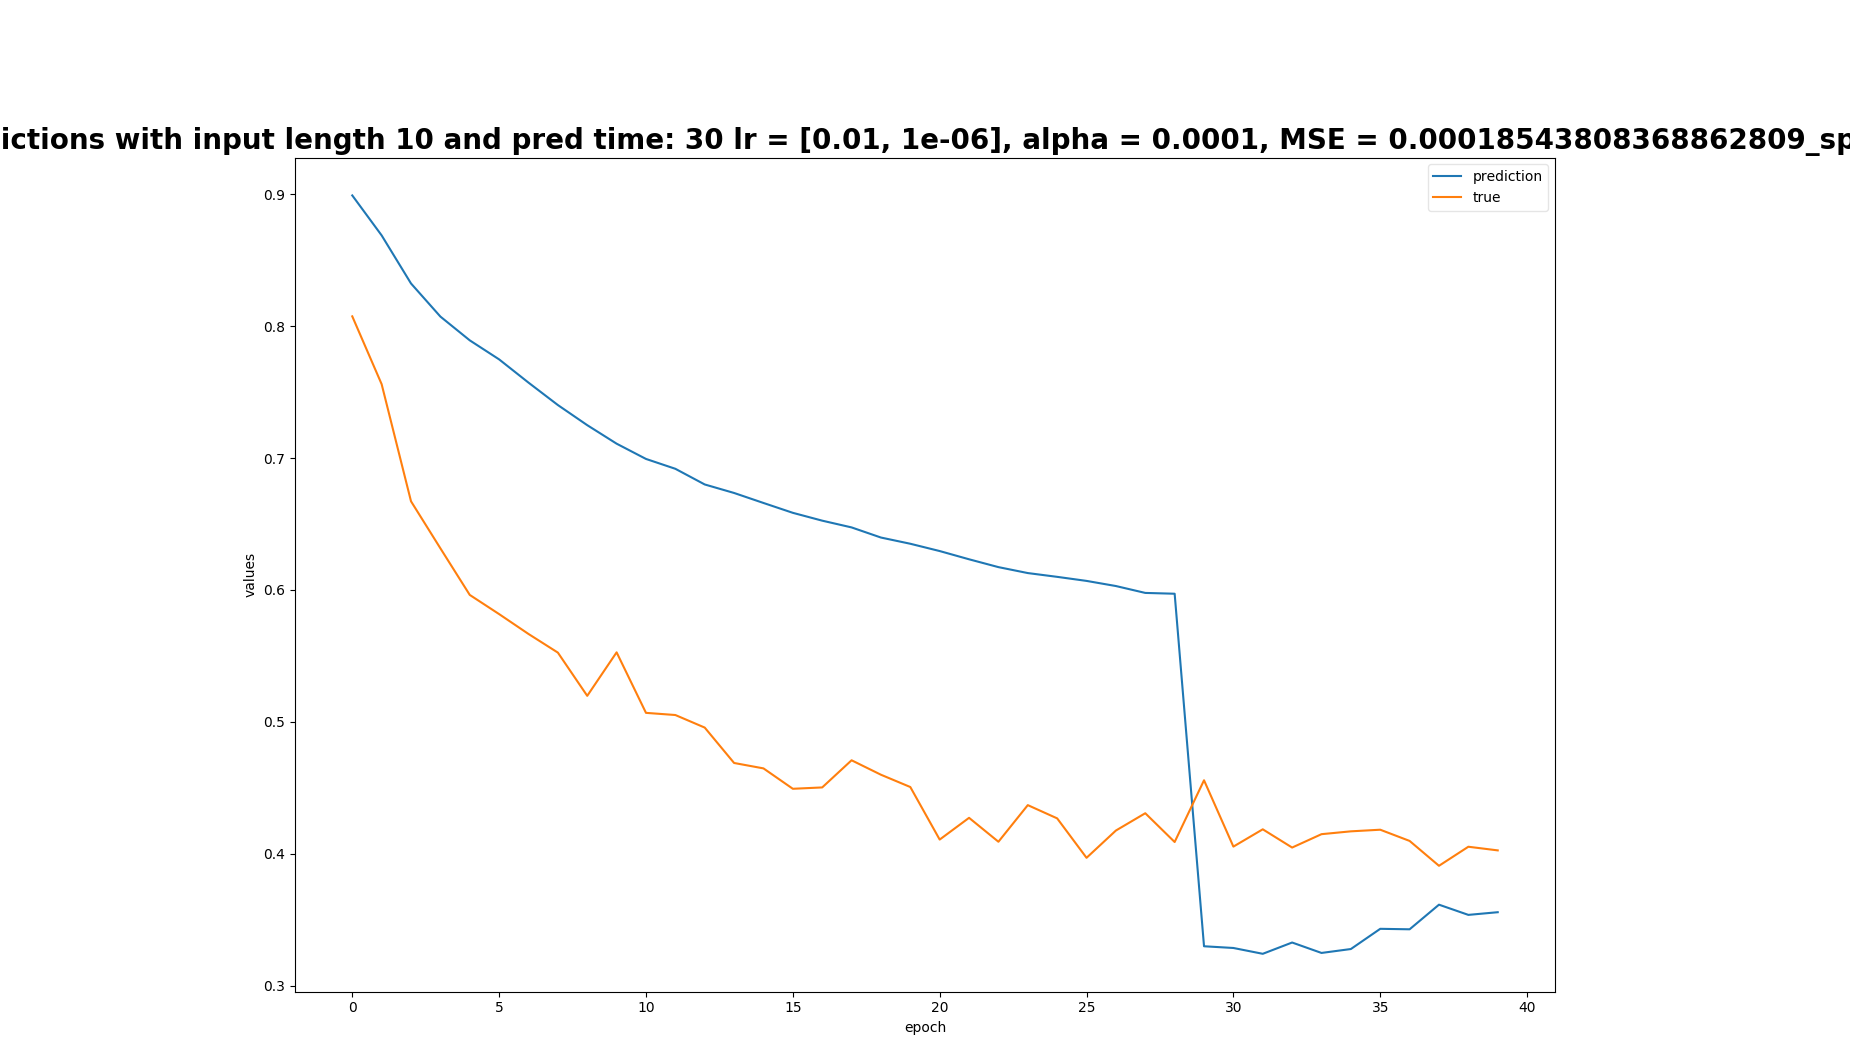 ictions with input length 10 and pred time: 30 lr = [0.01, 1e-06], alpha = 0.0001, MSE = 0.00018543808368862809_sp
prediction
true
0.9
0.8
0.7
0.6
0.5
0.4
0.3
values
0 5 10 15 20 25 30 35 40
epoch